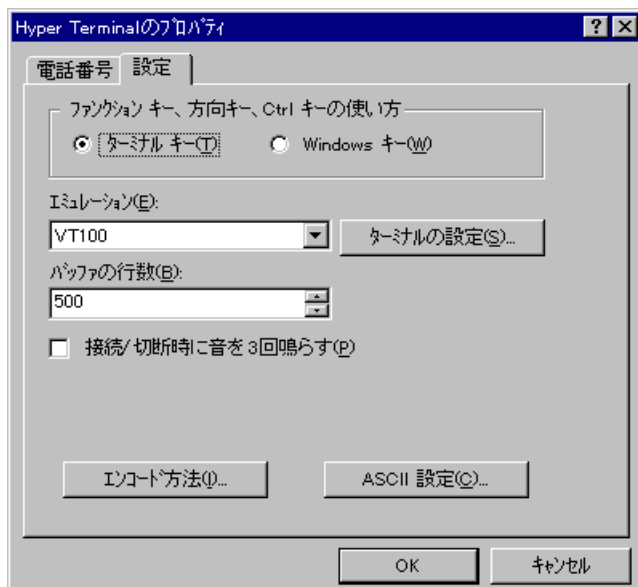 Hyper Terminalのﾌﾟﾛﾊﾟﾃｨ
電話番号 設定
ﾌｧﾝｸｼｮﾝ ｷｰ、方向ｷｰ、Ctrl ｷｰの使い方
ﾀｰﾐﾅﾙ ｷｰ(T) Windows ｷｰ(W)
ｴﾐｭﾚｰｼｮﾝ(E):
VT100 ﾀｰﾐﾅﾙの設定(S)...
ﾊﾞｯﾌｧの行数(B):
500
接続/切断時に音を3回鳴らす(P)
ｴﾝｺｰﾄﾞ方法(I)... ASCII 設定(C)...
OK ｷｬﾝｾﾙ